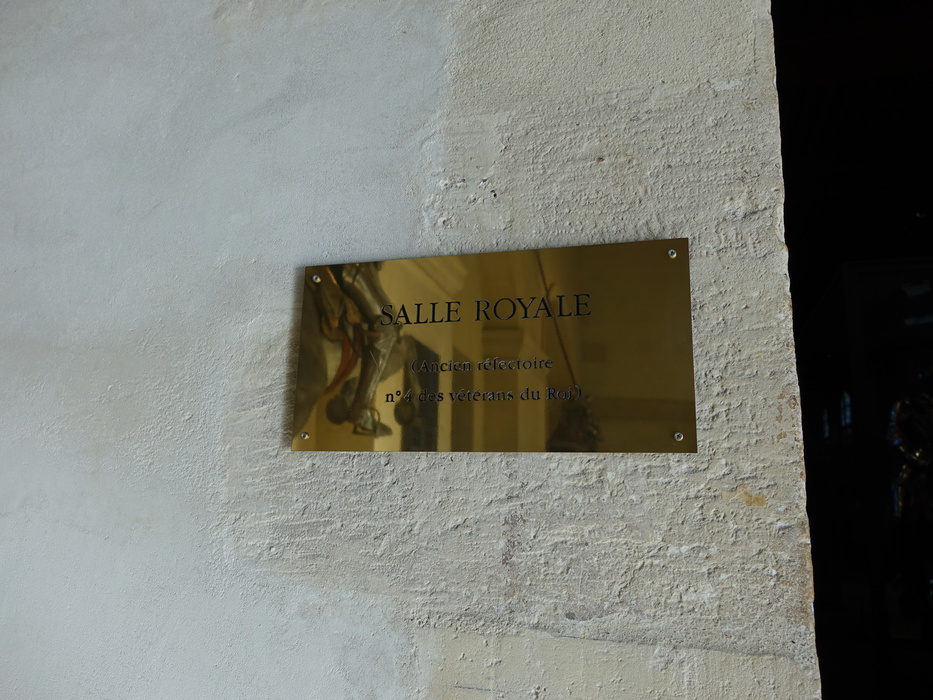 SALLE ROYALE
(Ancien réfectoire
n°4 des vétérans du Roi)